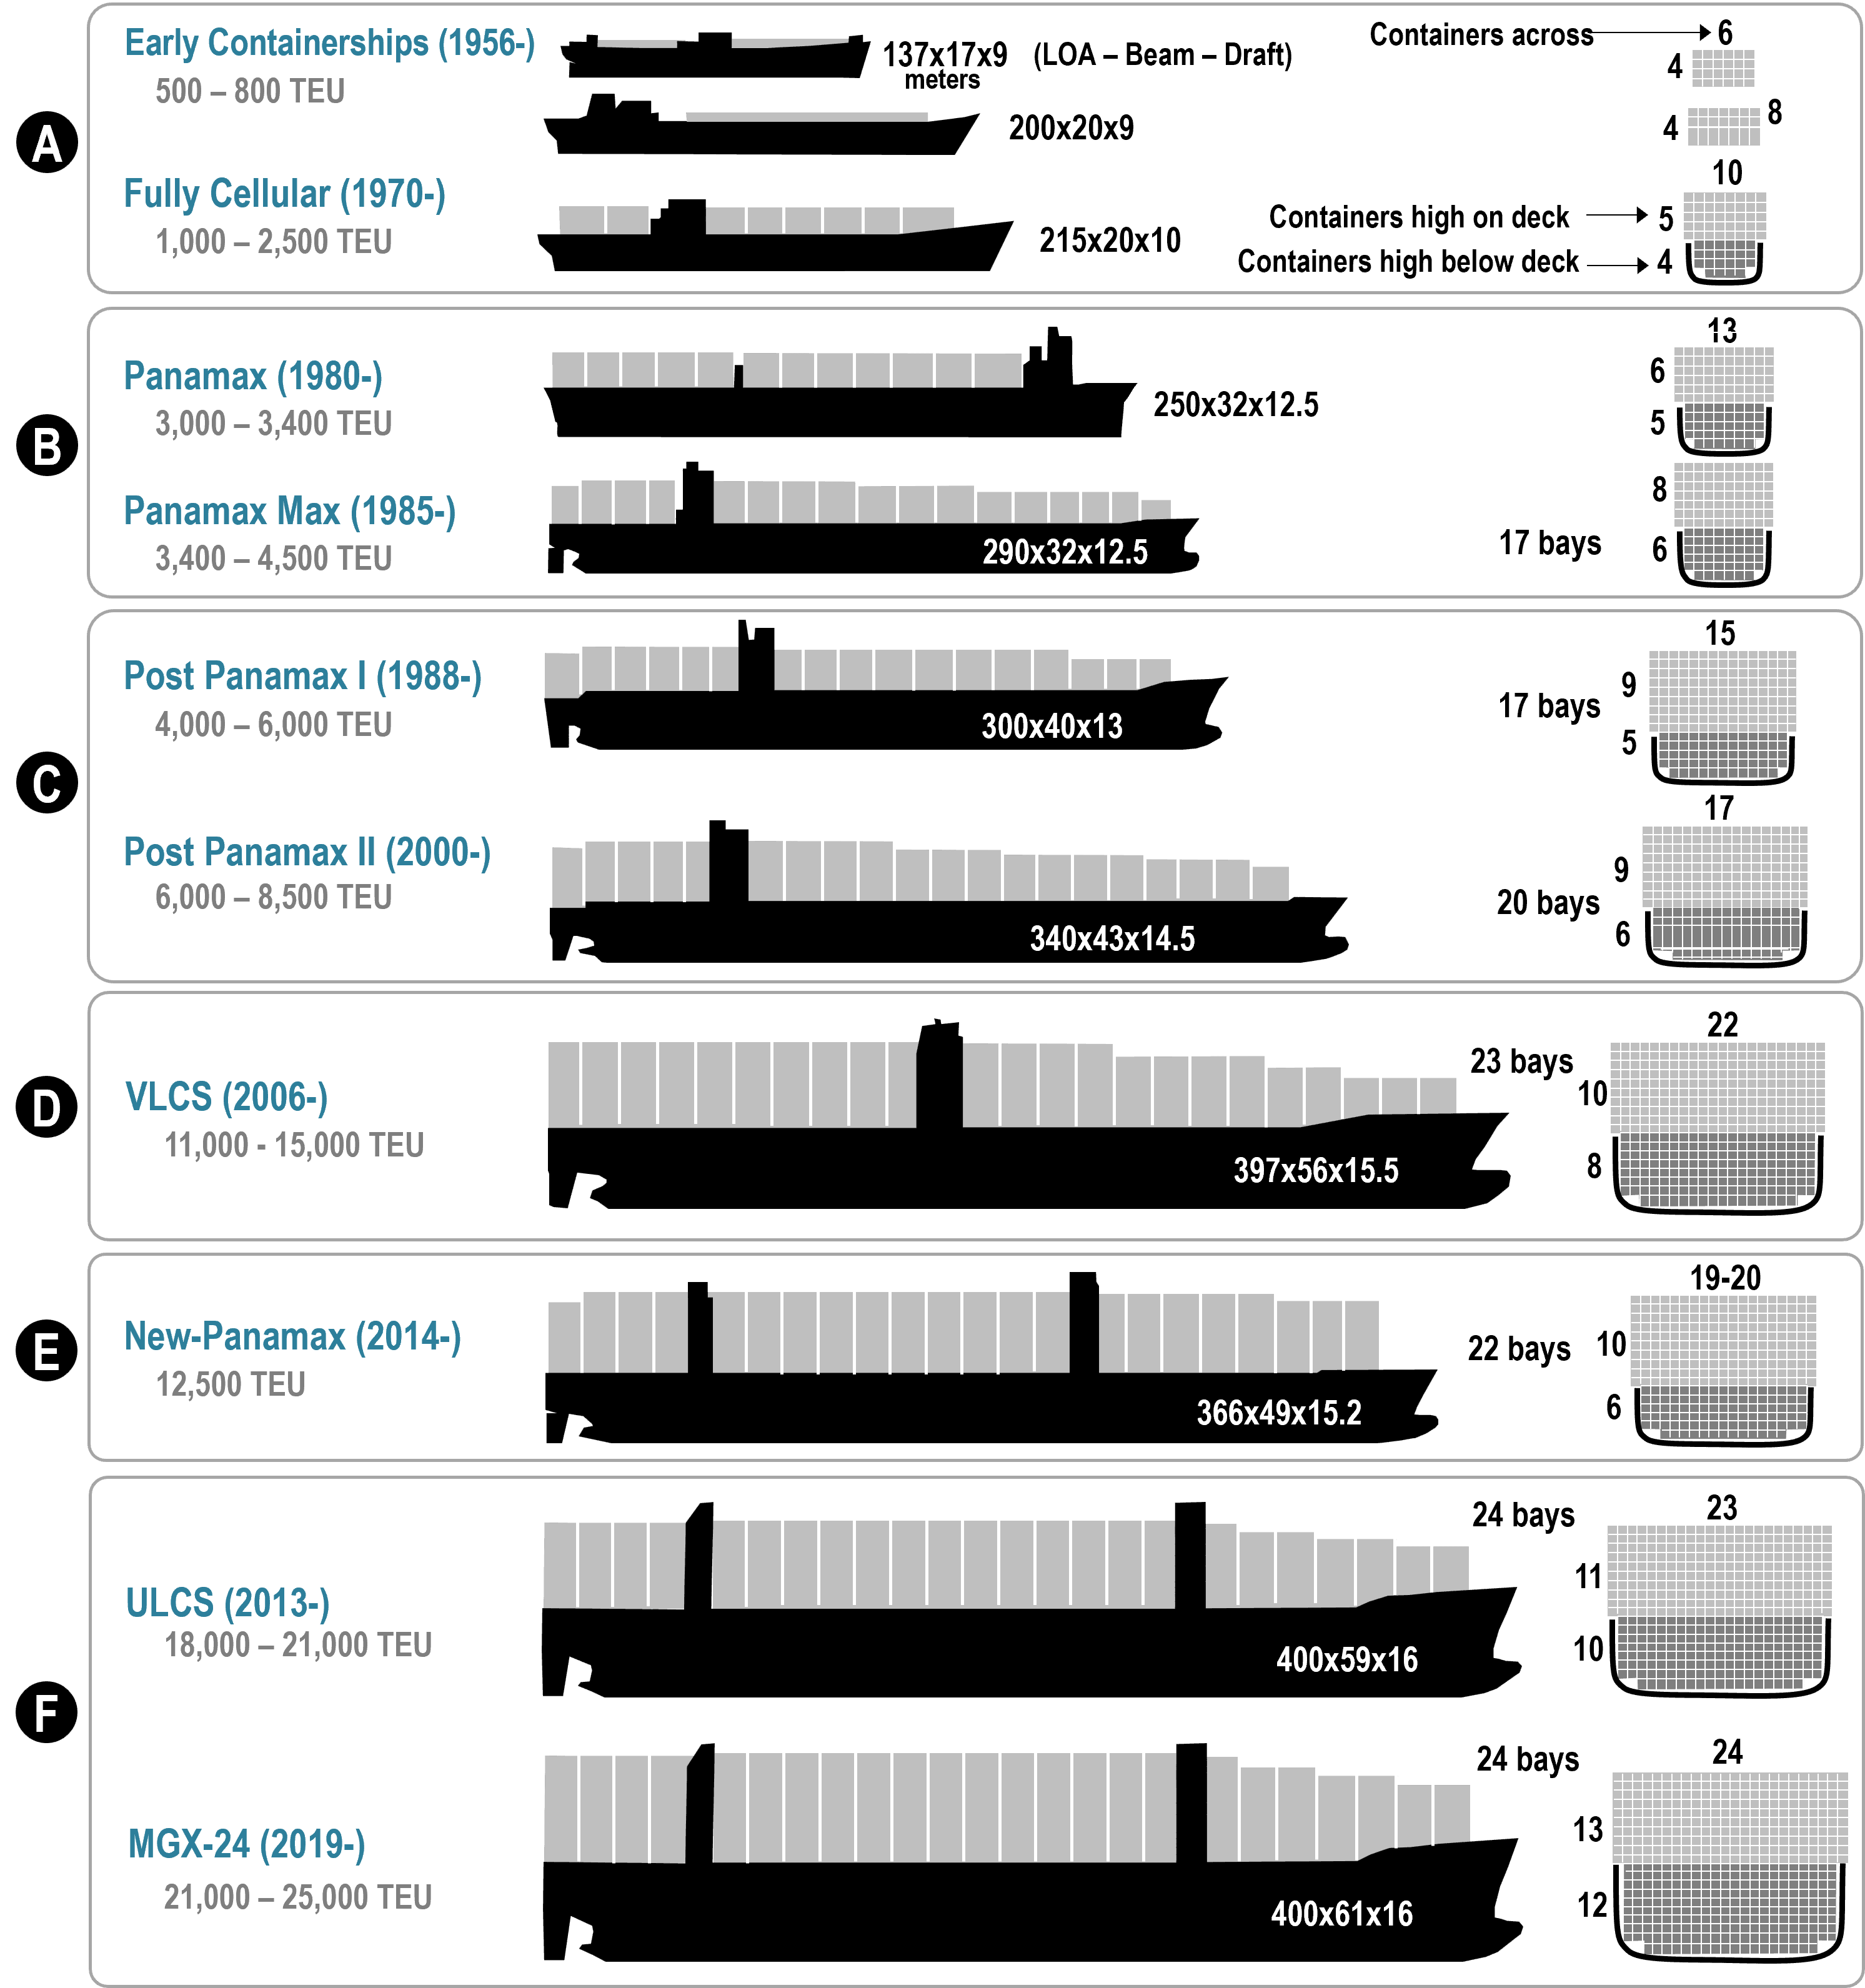 A
Early Containerships (1956-)
500 – 800 TEU
137x17x9
meters
(LOA – Beam – Draft)
Containers across
6
4
200x20x9
4
8
Fully Cellular (1970-)
1,000 – 2,500 TEU
215x20x10
10
Containers high on deck
5
Containers high below deck
4
B
Panamax (1980-)
3,000 – 3,400 TEU
250x32x12.5
13
6
5
Panamax Max (1985-)
3,400 – 4,500 TEU
290x32x12.5
17 bays
8
6
C
Post Panamax I (1988-)
4,000 – 6,000 TEU
300x40x13
17 bays
15
9
5
Post Panamax II (2000-)
6,000 – 8,500 TEU
340x43x14.5
20 bays
17
9
6
D
VLCS (2006-)
11,000 - 15,000 TEU
397x56x15.5
23 bays
22
10
8
E
New-Panamax (2014-)
12,500 TEU
366x49x15.2
22 bays
19-20
10
6
F
ULCS (2013-)
18,000 – 21,000 TEU
400x59x16
24 bays
23
11
10
MGX-24 (2019-)
21,000 – 25,000 TEU
400x61x16
24 bays
24
13
12